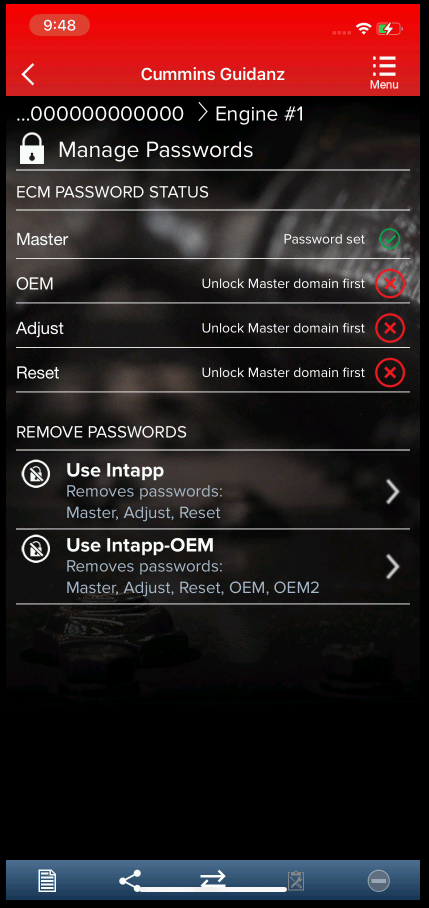 9:48
Cummins Guidanz
Menu
...000000000000 > Engine #1
Manage Passwords
ECM PASSWORD STATUS
Master Password set
OEM Unlock Master domain first
Adjust Unlock Master domain first
Reset Unlock Master domain first
REMOVE PASSWORDS
Use Intapp
Removes passwords:
Master, Adjust, Reset
Use Intapp-OEM
Removes passwords:
Master, Adjust, Reset, OEM, OEM2